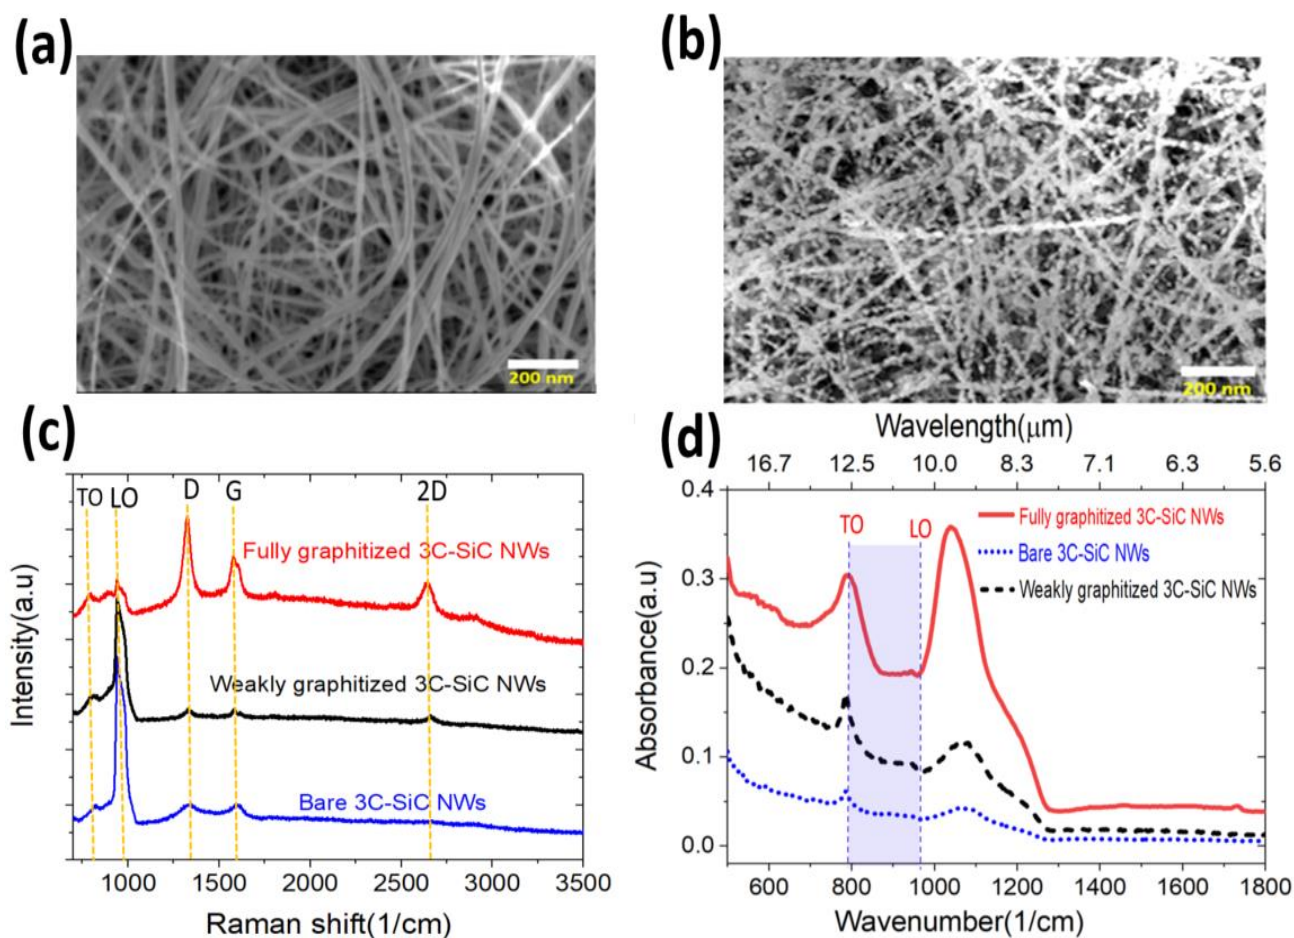 (a)
(b)
200 nm
200 nm
(c)
TO LO D G 2D
Fully graphitized 3C-SiC NWs
Weakly graphitized 3C-SiC NWs
Bare 3C-SiC NWs
Intensity(a.u)
1000 1500 2000 2500 3000 3500
Raman shift(1/cm)
(d)
Wavelength(μm)
16.7 12.5 10.0 8.3 7.1 6.3 5.6
0.4
0.3
0.2
0.1
0.0
Absorbance(a.u)
TO LO
Fully graphitized 3C-SiC NWs
Bare 3C-SiC NWs
Weakly graphitized 3C-SiC NWs
600 800 1000 1200 1400 1600 1800
Wavenumber(1/cm)